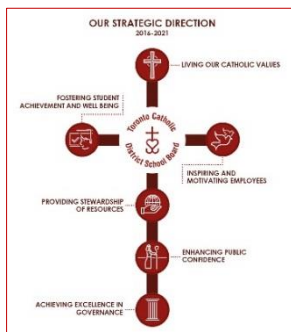 OUR STRATEGIC DIRECTION
2016-2021
LIVING OUR CATHOLIC VALUES
FOSTERING STUDENT
ACHIEVEMENT AND WELL BEING
Toronto Catholic
District School Board
INSPIRING AND
MOTIVATING EMPLOYEES
PROVIDING STEWARDSHIP
OF RESOURCES
ENHANCING PUBLIC
CONFIDENCE
ACHIEVING EXCELLENCE IN
GOVERNANCE